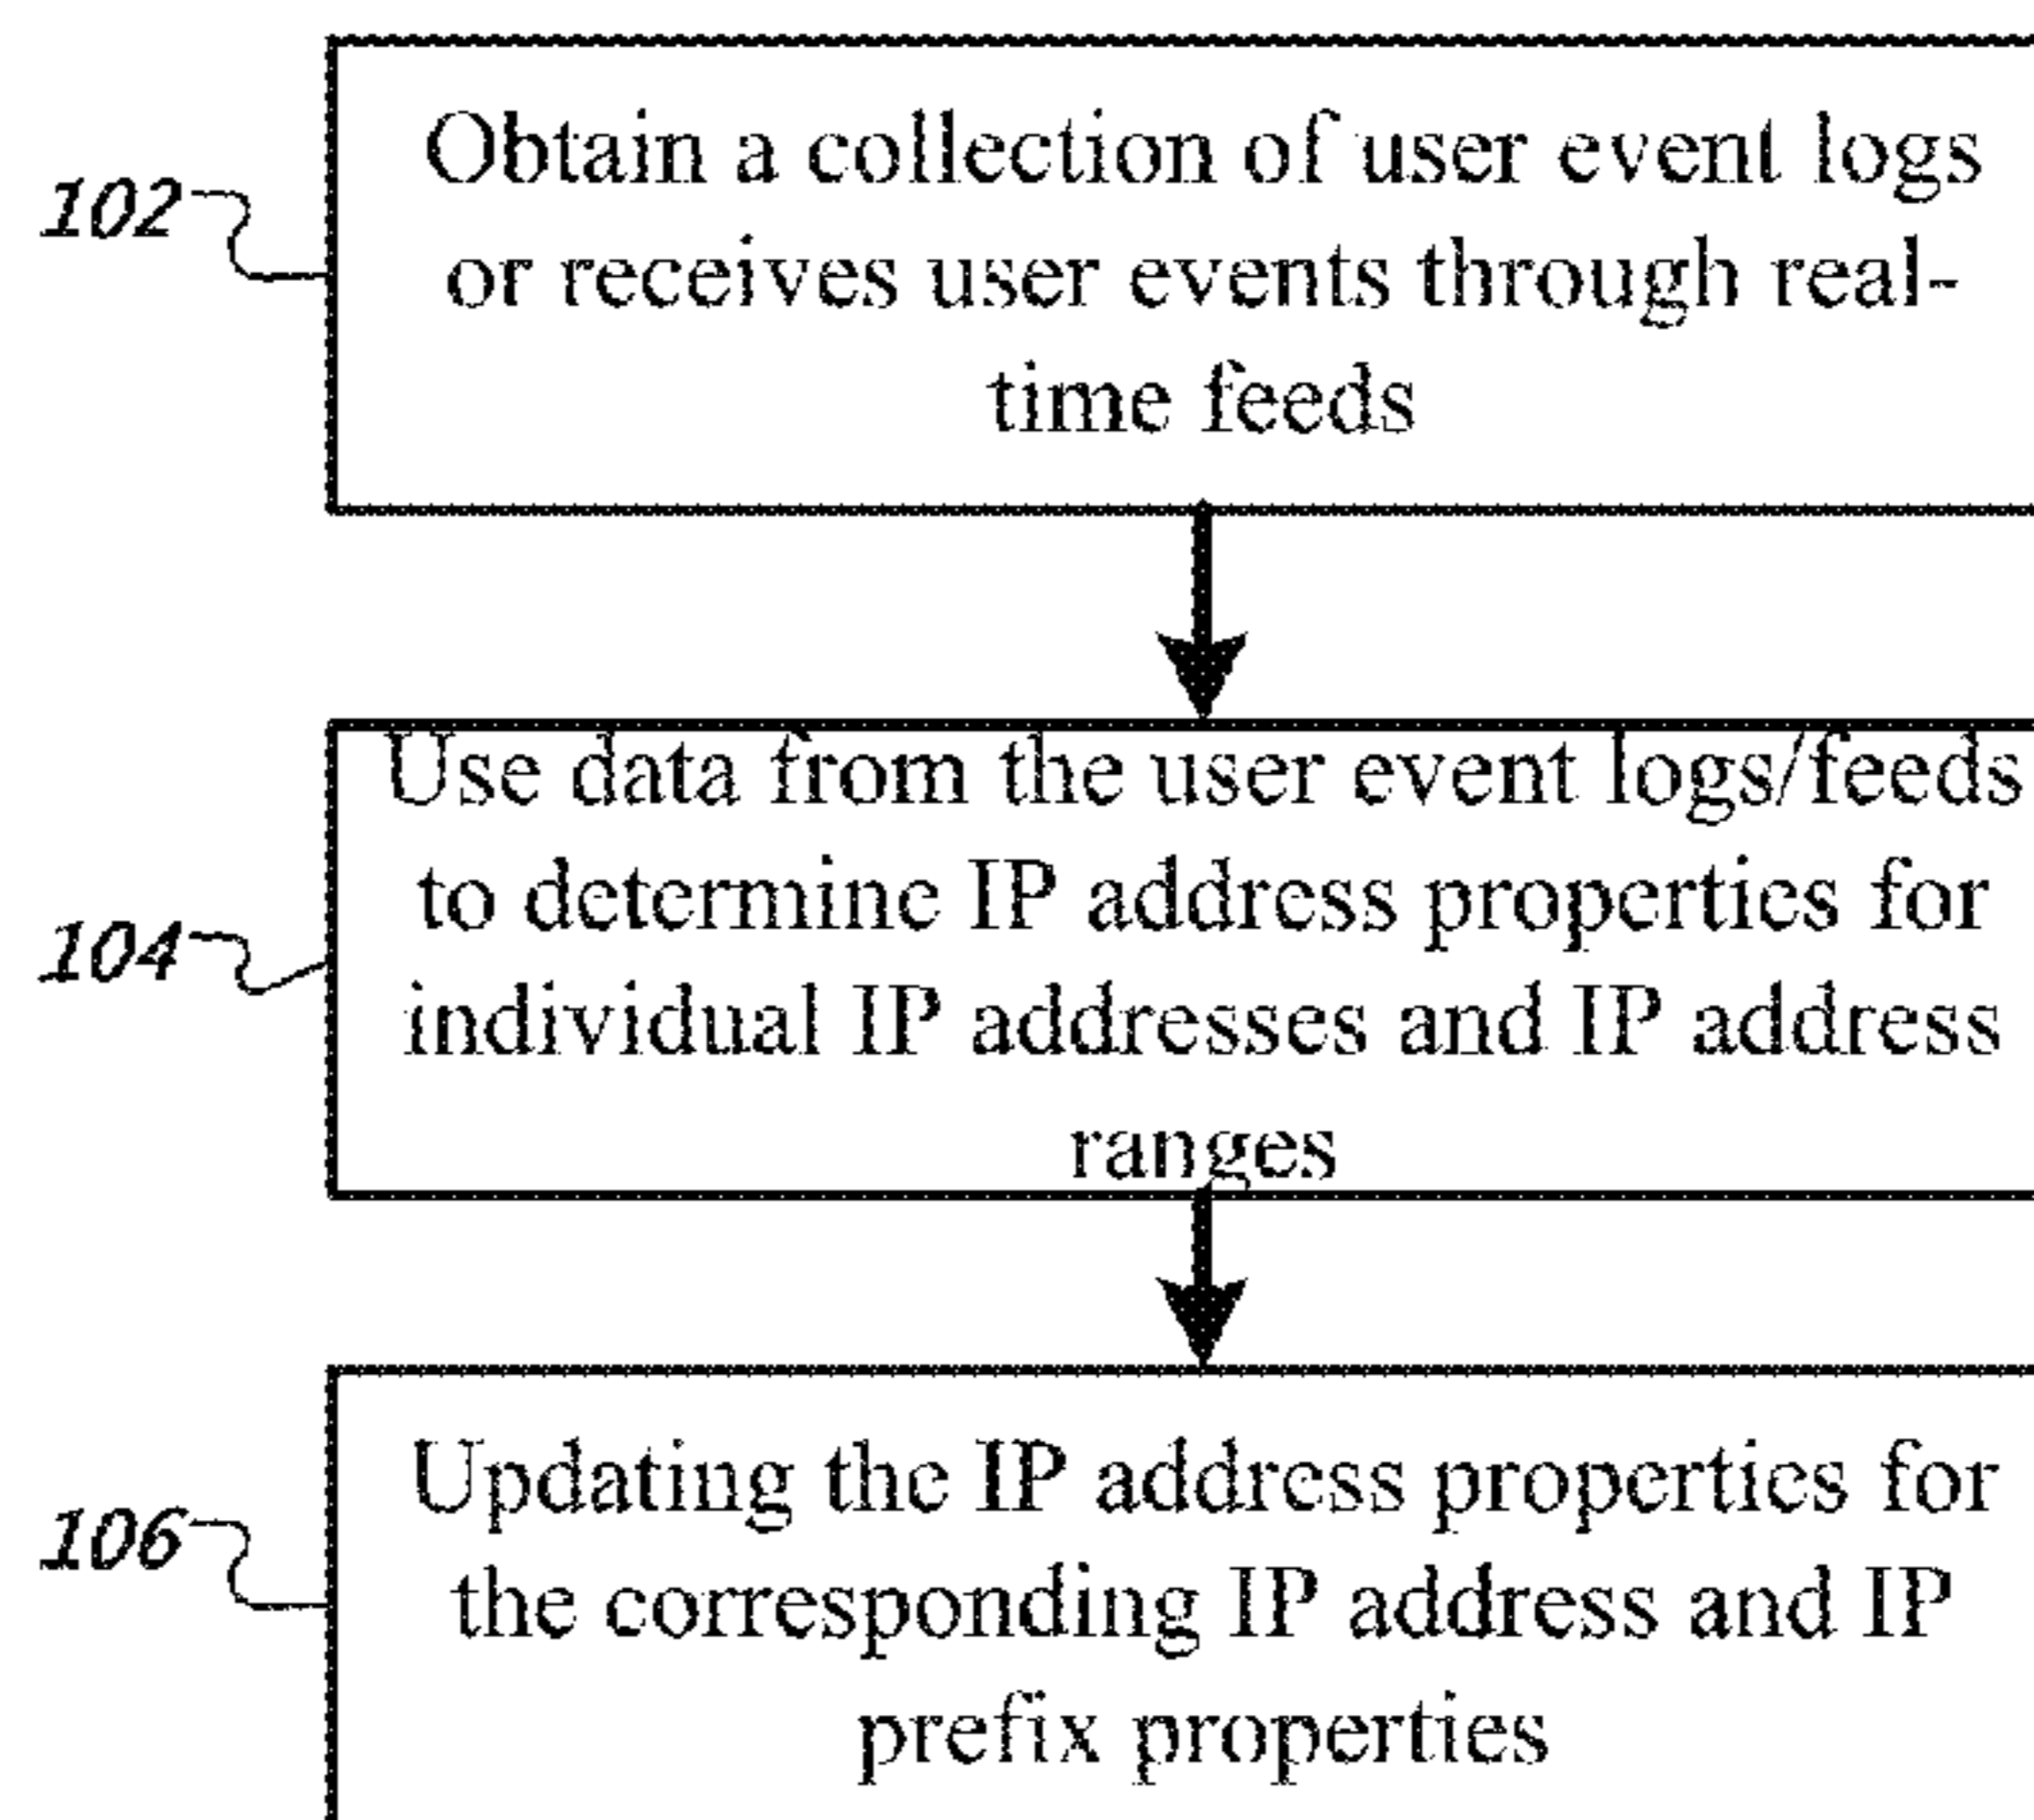 102
Obtain a collection of user event logs
or receives user events through real-
time feeds
104
Use data from the user event logs/feeds
to determine IP address properties for
individual IP addresses and IP address
ranges
106
Updating the IP address properties for
the corresponding IP address and IP
prefix properties